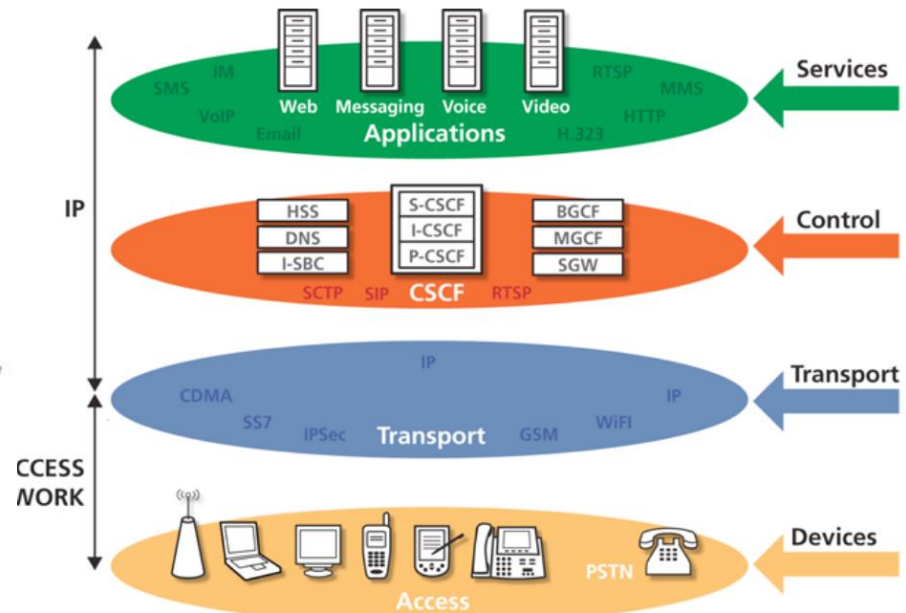 IM
RTSP
Services
SMS
MMS
Web Messaging Voice Video
VoIP
HTTP
Email
Applications
H.323
IP
HSS
S-CSCF
BGCF
Control
DNS
I-CSCF
MGCF
I-SBC
P-CSCF
SGW
SCTP SIP CSCF RTSP
IP
Transport
CDMA
IP
SS7
WiFI
IPSec
Transport
GSM
CCESS
WORK
Devices
PSTN
Access